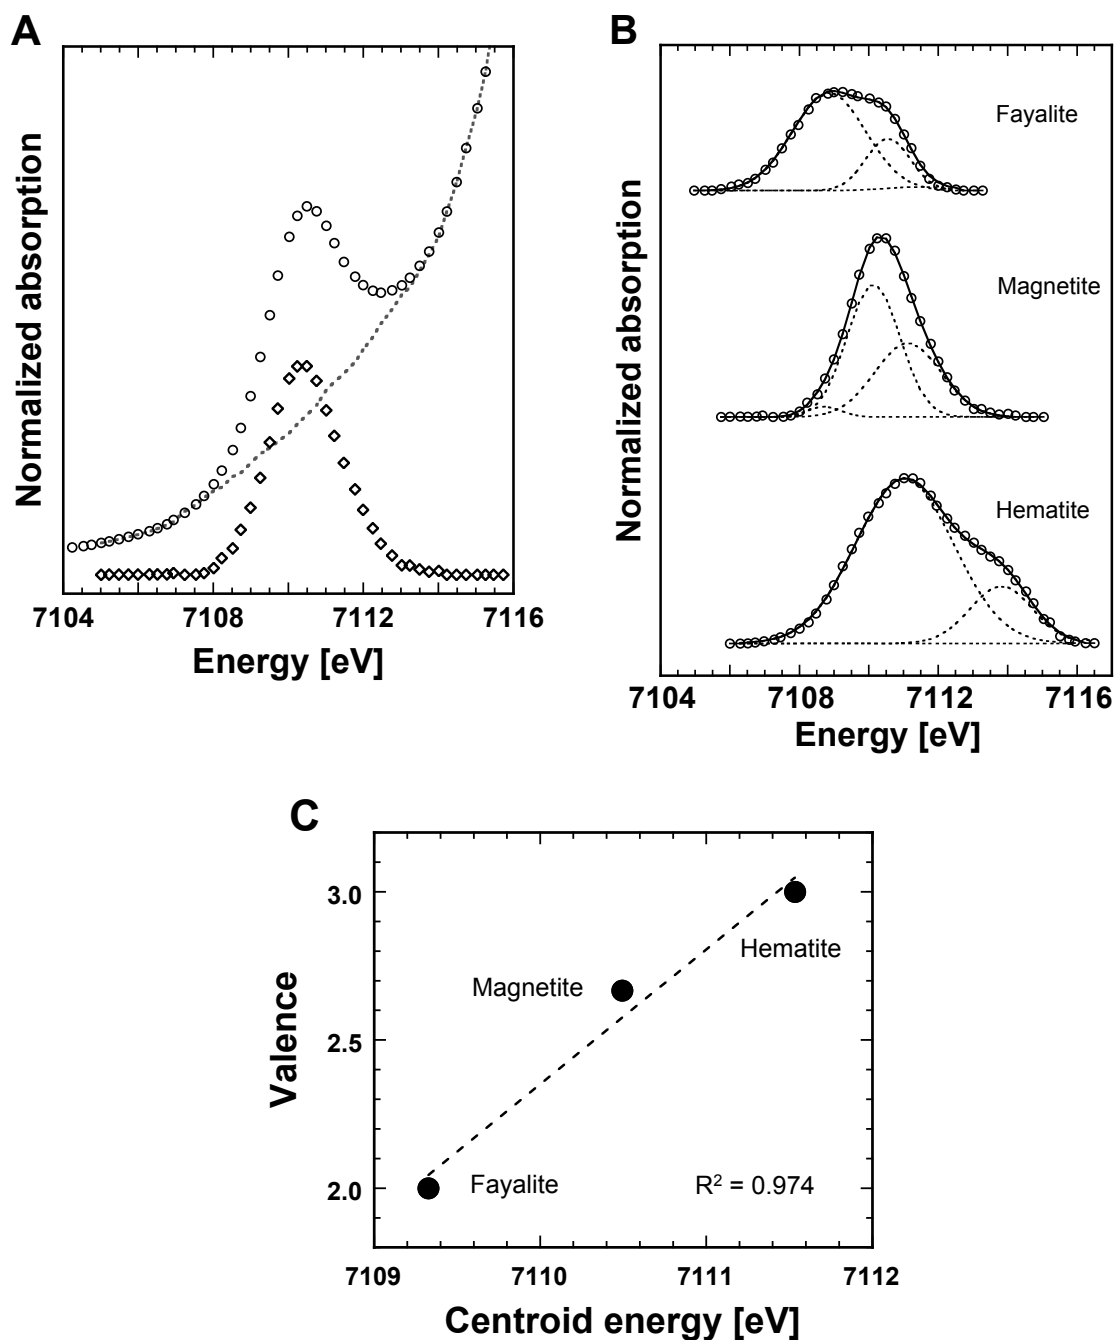 A
Normalized absorption
7104 7108 7112 7116
Energy [eV]
B
Normalized absorption
Fayalite
Magnetite
Hematite
7104 7108 7112 7116
Energy [eV]
C
Valence
3.0
2.5
2.0
Hematite
Magnetite
Fayalite
R² = 0.974
7109 7110 7111 7112
Centroid energy [eV]